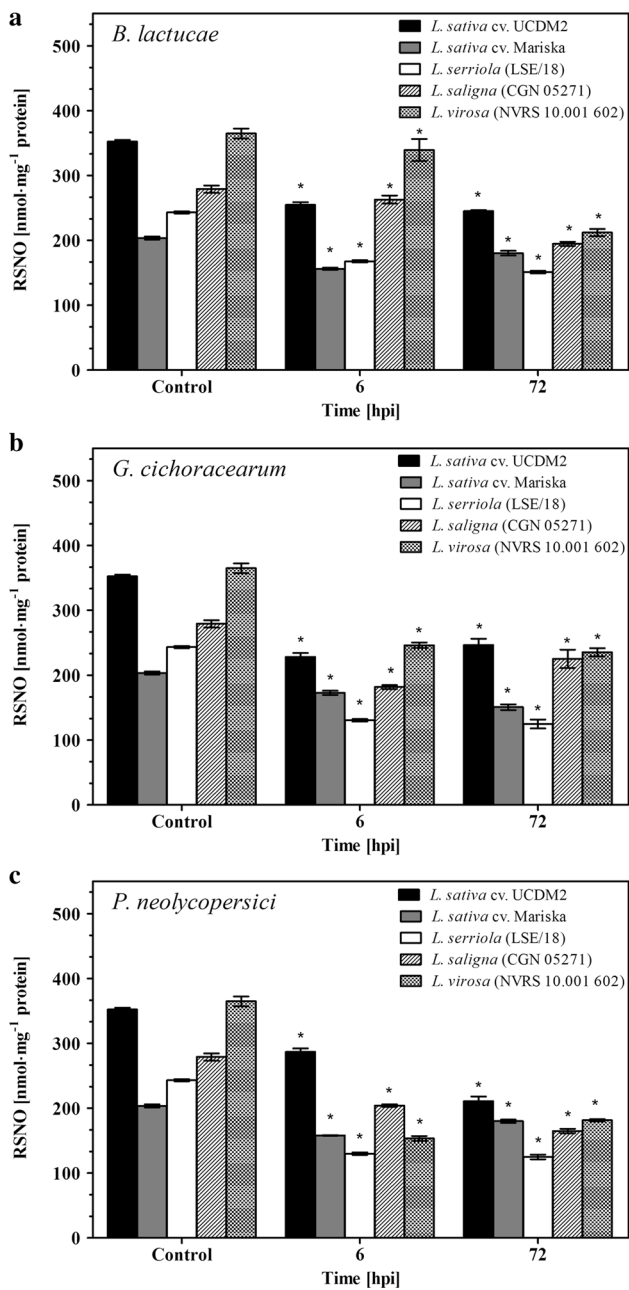 a
B. lactucae
L. sativa cv. UCDM2
L. sativa cv. Mariska
L. serriola (LSE/18)
L. saligna (CGN 05271)
L. virosa (NVRS 10.001 602)
RSNO [nmol·mg⁻¹ protein]
500
400
300
200
100
0
* * * * *
* * * * *
Control 6 72
Time [hpi]
b
G. cichoracearum
L. sativa cv. UCDM2
L. sativa cv. Mariska
L. serriola (LSE/18)
L. saligna (CGN 05271)
L. virosa (NVRS 10.001 602)
RSNO [nmol·mg⁻¹ protein]
500
400
300
200
100
0
* * * * *
* * * * *
Control 6 72
Time [hpi]
c
P. neolycopersici
L. sativa cv. UCDM2
L. sativa cv. Mariska
L. serriola (LSE/18)
L. saligna (CGN 05271)
L. virosa (NVRS 10.001 602)
RSNO [nmol·mg⁻¹ protein]
500
400
300
200
100
0
* * * * *
* * * * *
Control 6 72
Time [hpi]